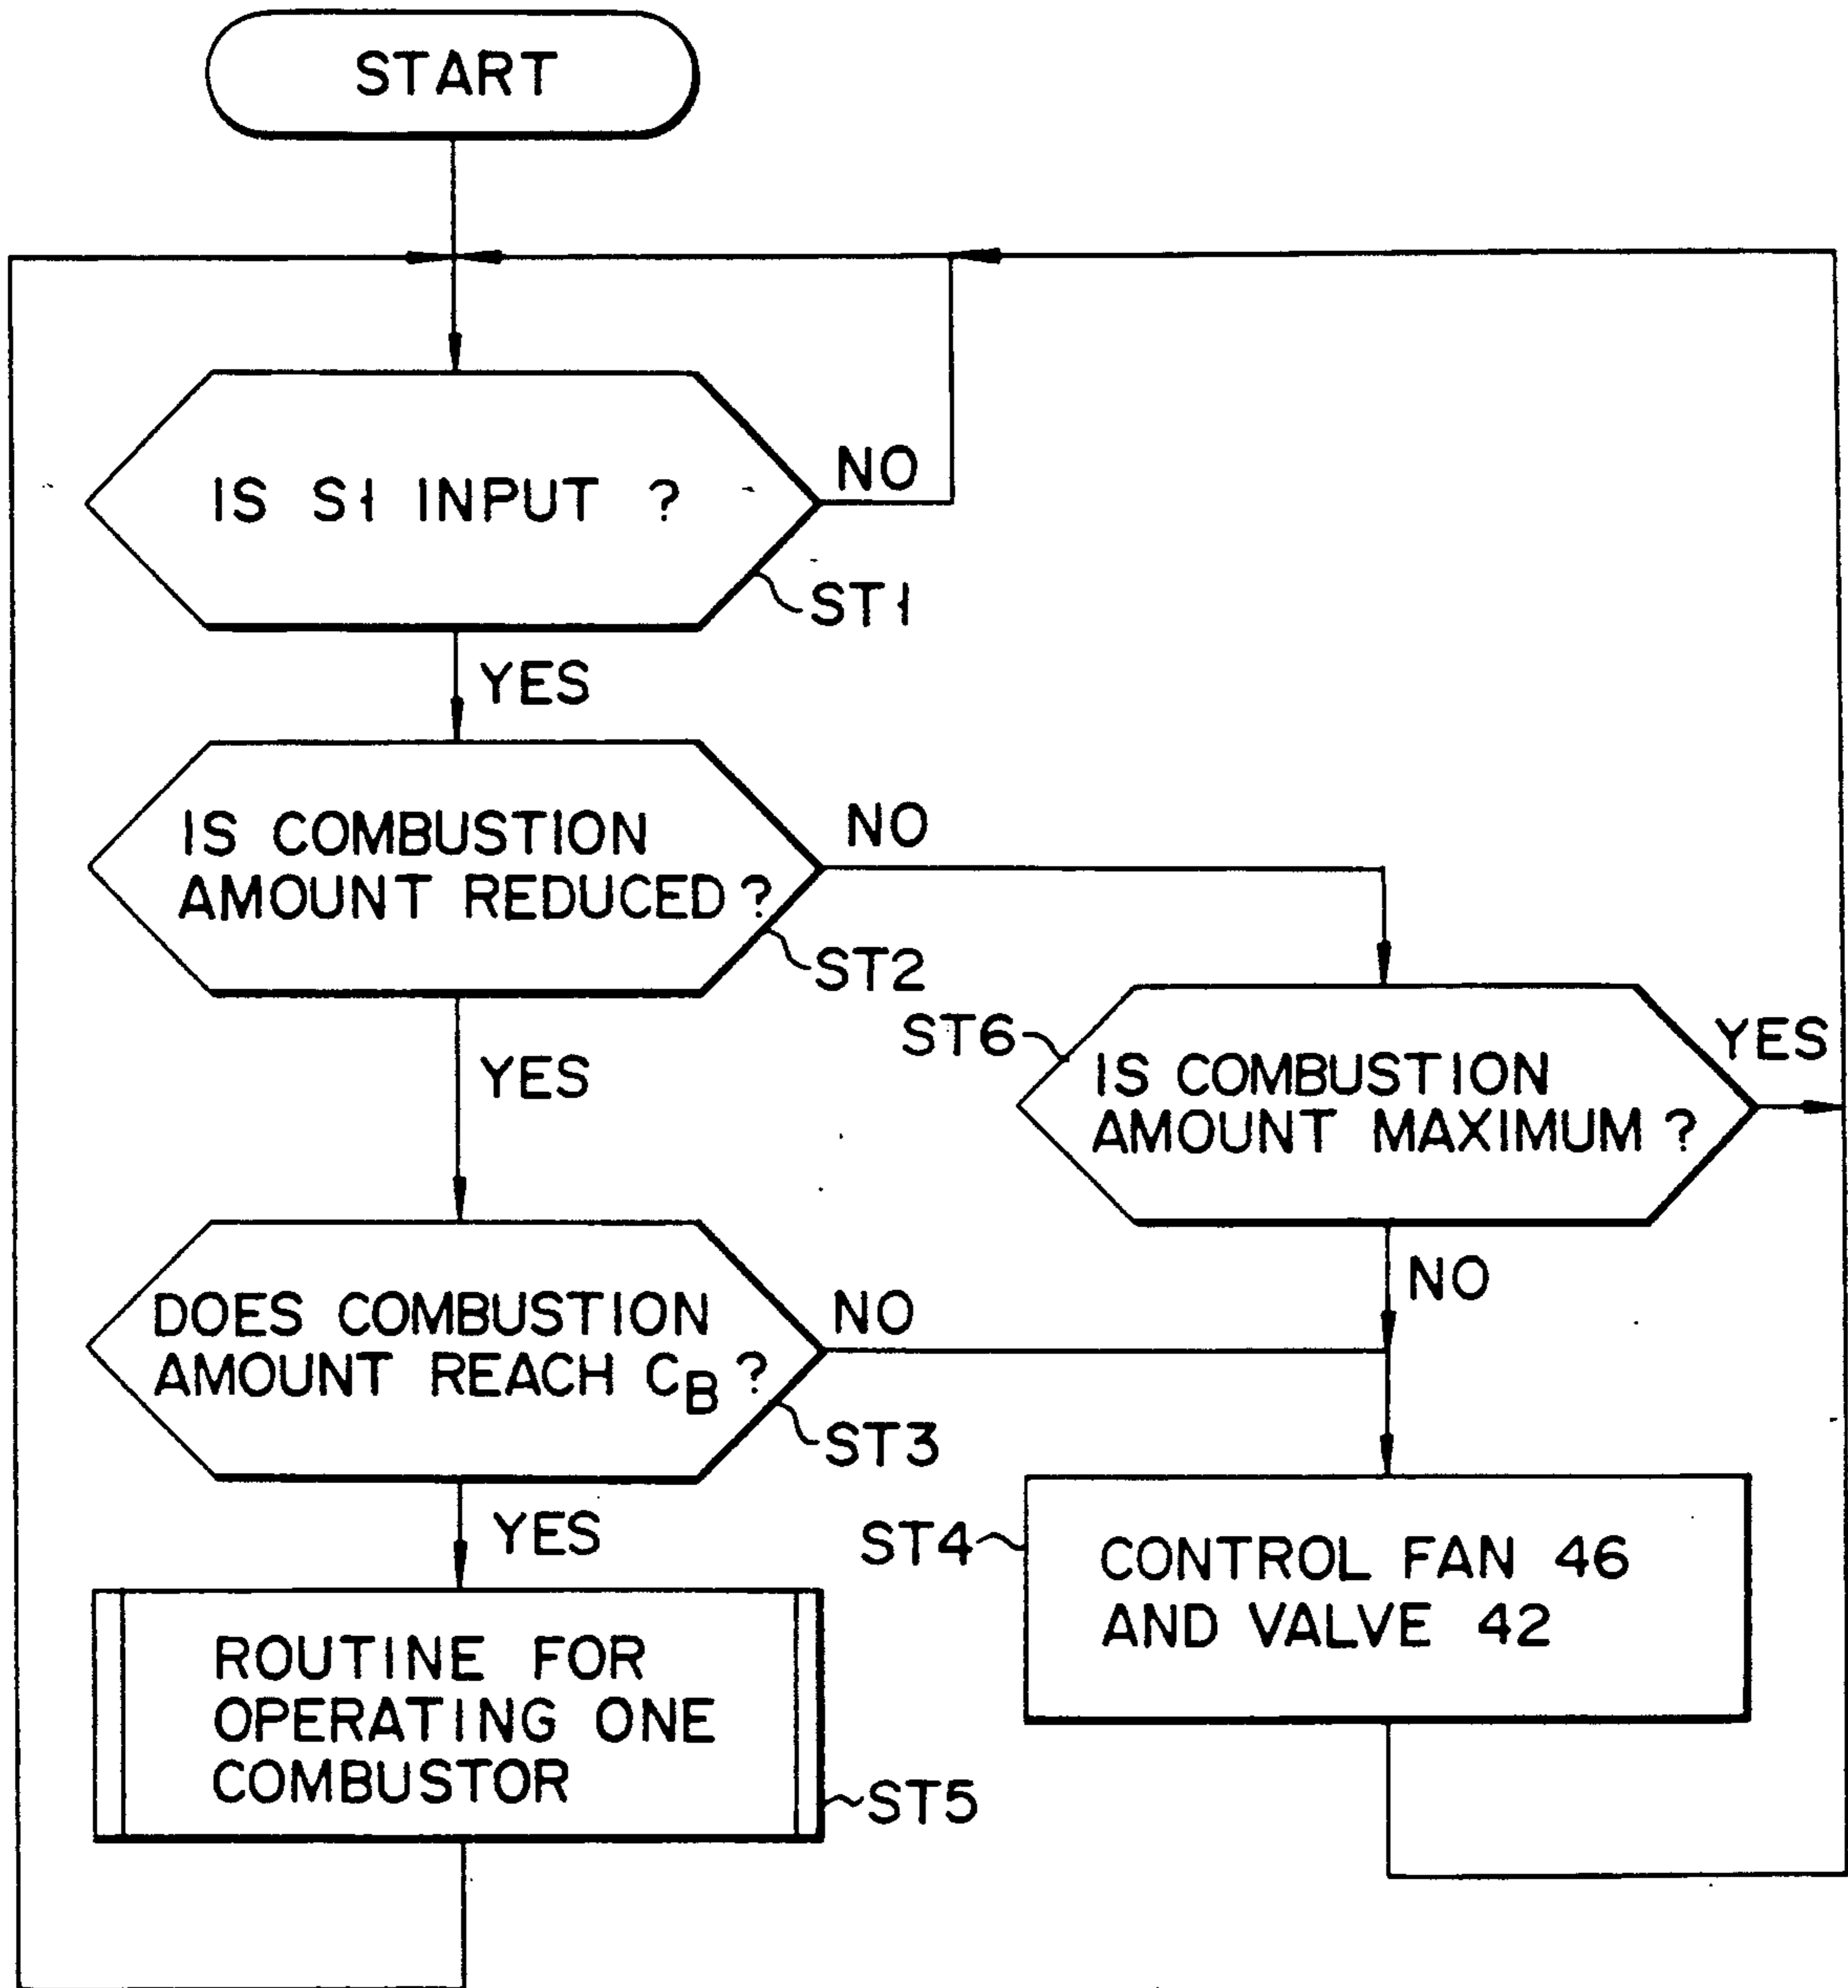 START
IS S1 INPUT ?
NO
ST1
YES
IS COMBUSTION
AMOUNT REDUCED ?
NO
ST2
YES
ST6
IS COMBUSTION
AMOUNT MAXIMUM ?
YES
NO
DOES COMBUSTION
AMOUNT REACH CB ?
NO
ST3
YES
ST4
CONTROL FAN 46
AND VALVE 42
ROUTINE FOR
OPERATING ONE
COMBUSTOR
ST5